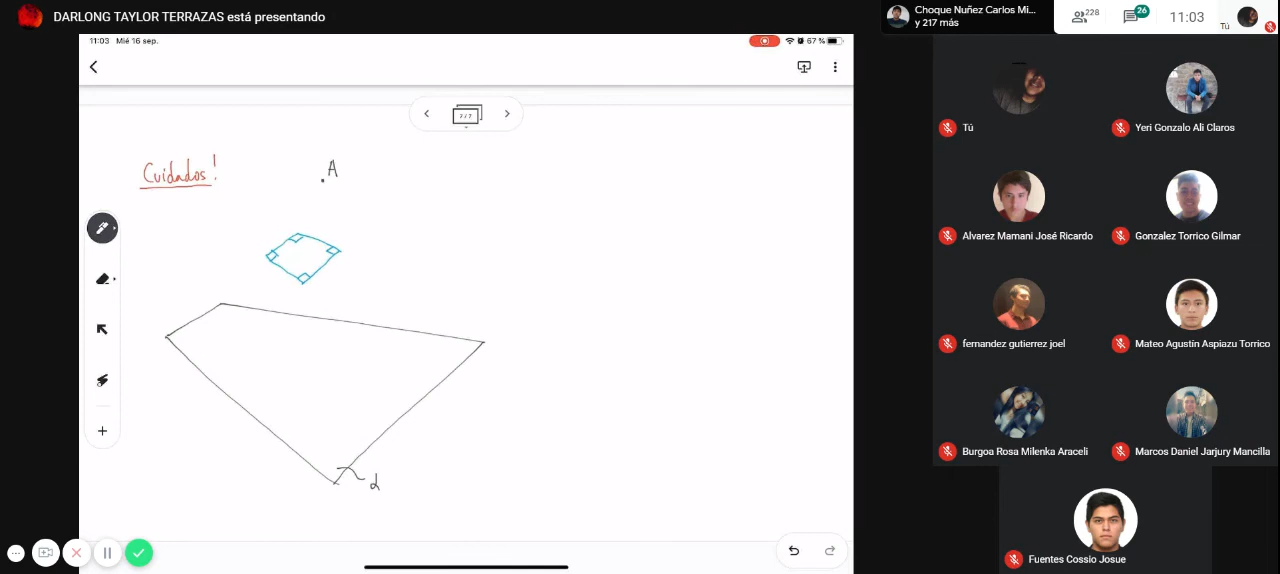 DARLONG TAYLOR TERRAZAS está presentando
Choque Nuñez Carlos Mi...
y 217 más
228
26
11:03
Tú
11:03 Mié 16 sep.
67 %
7 / 7
Cuidados!
.A
α
Tú
Yeri Gonzalo Ali Claros
Alvarez Mamani José Ricardo
Gonzalez Torrico Gilmar
fernandez gutierrez joel
Mateo Agustín Aspiazu Torrico
Burgoa Rosa Milenka Araceli
Marcos Daniel Jarjury Mancilla
Fuentes Cossio Josue